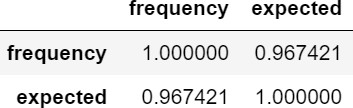 frequency expected
frequency 1.000000 0.967421
expected 0.967421 1.000000